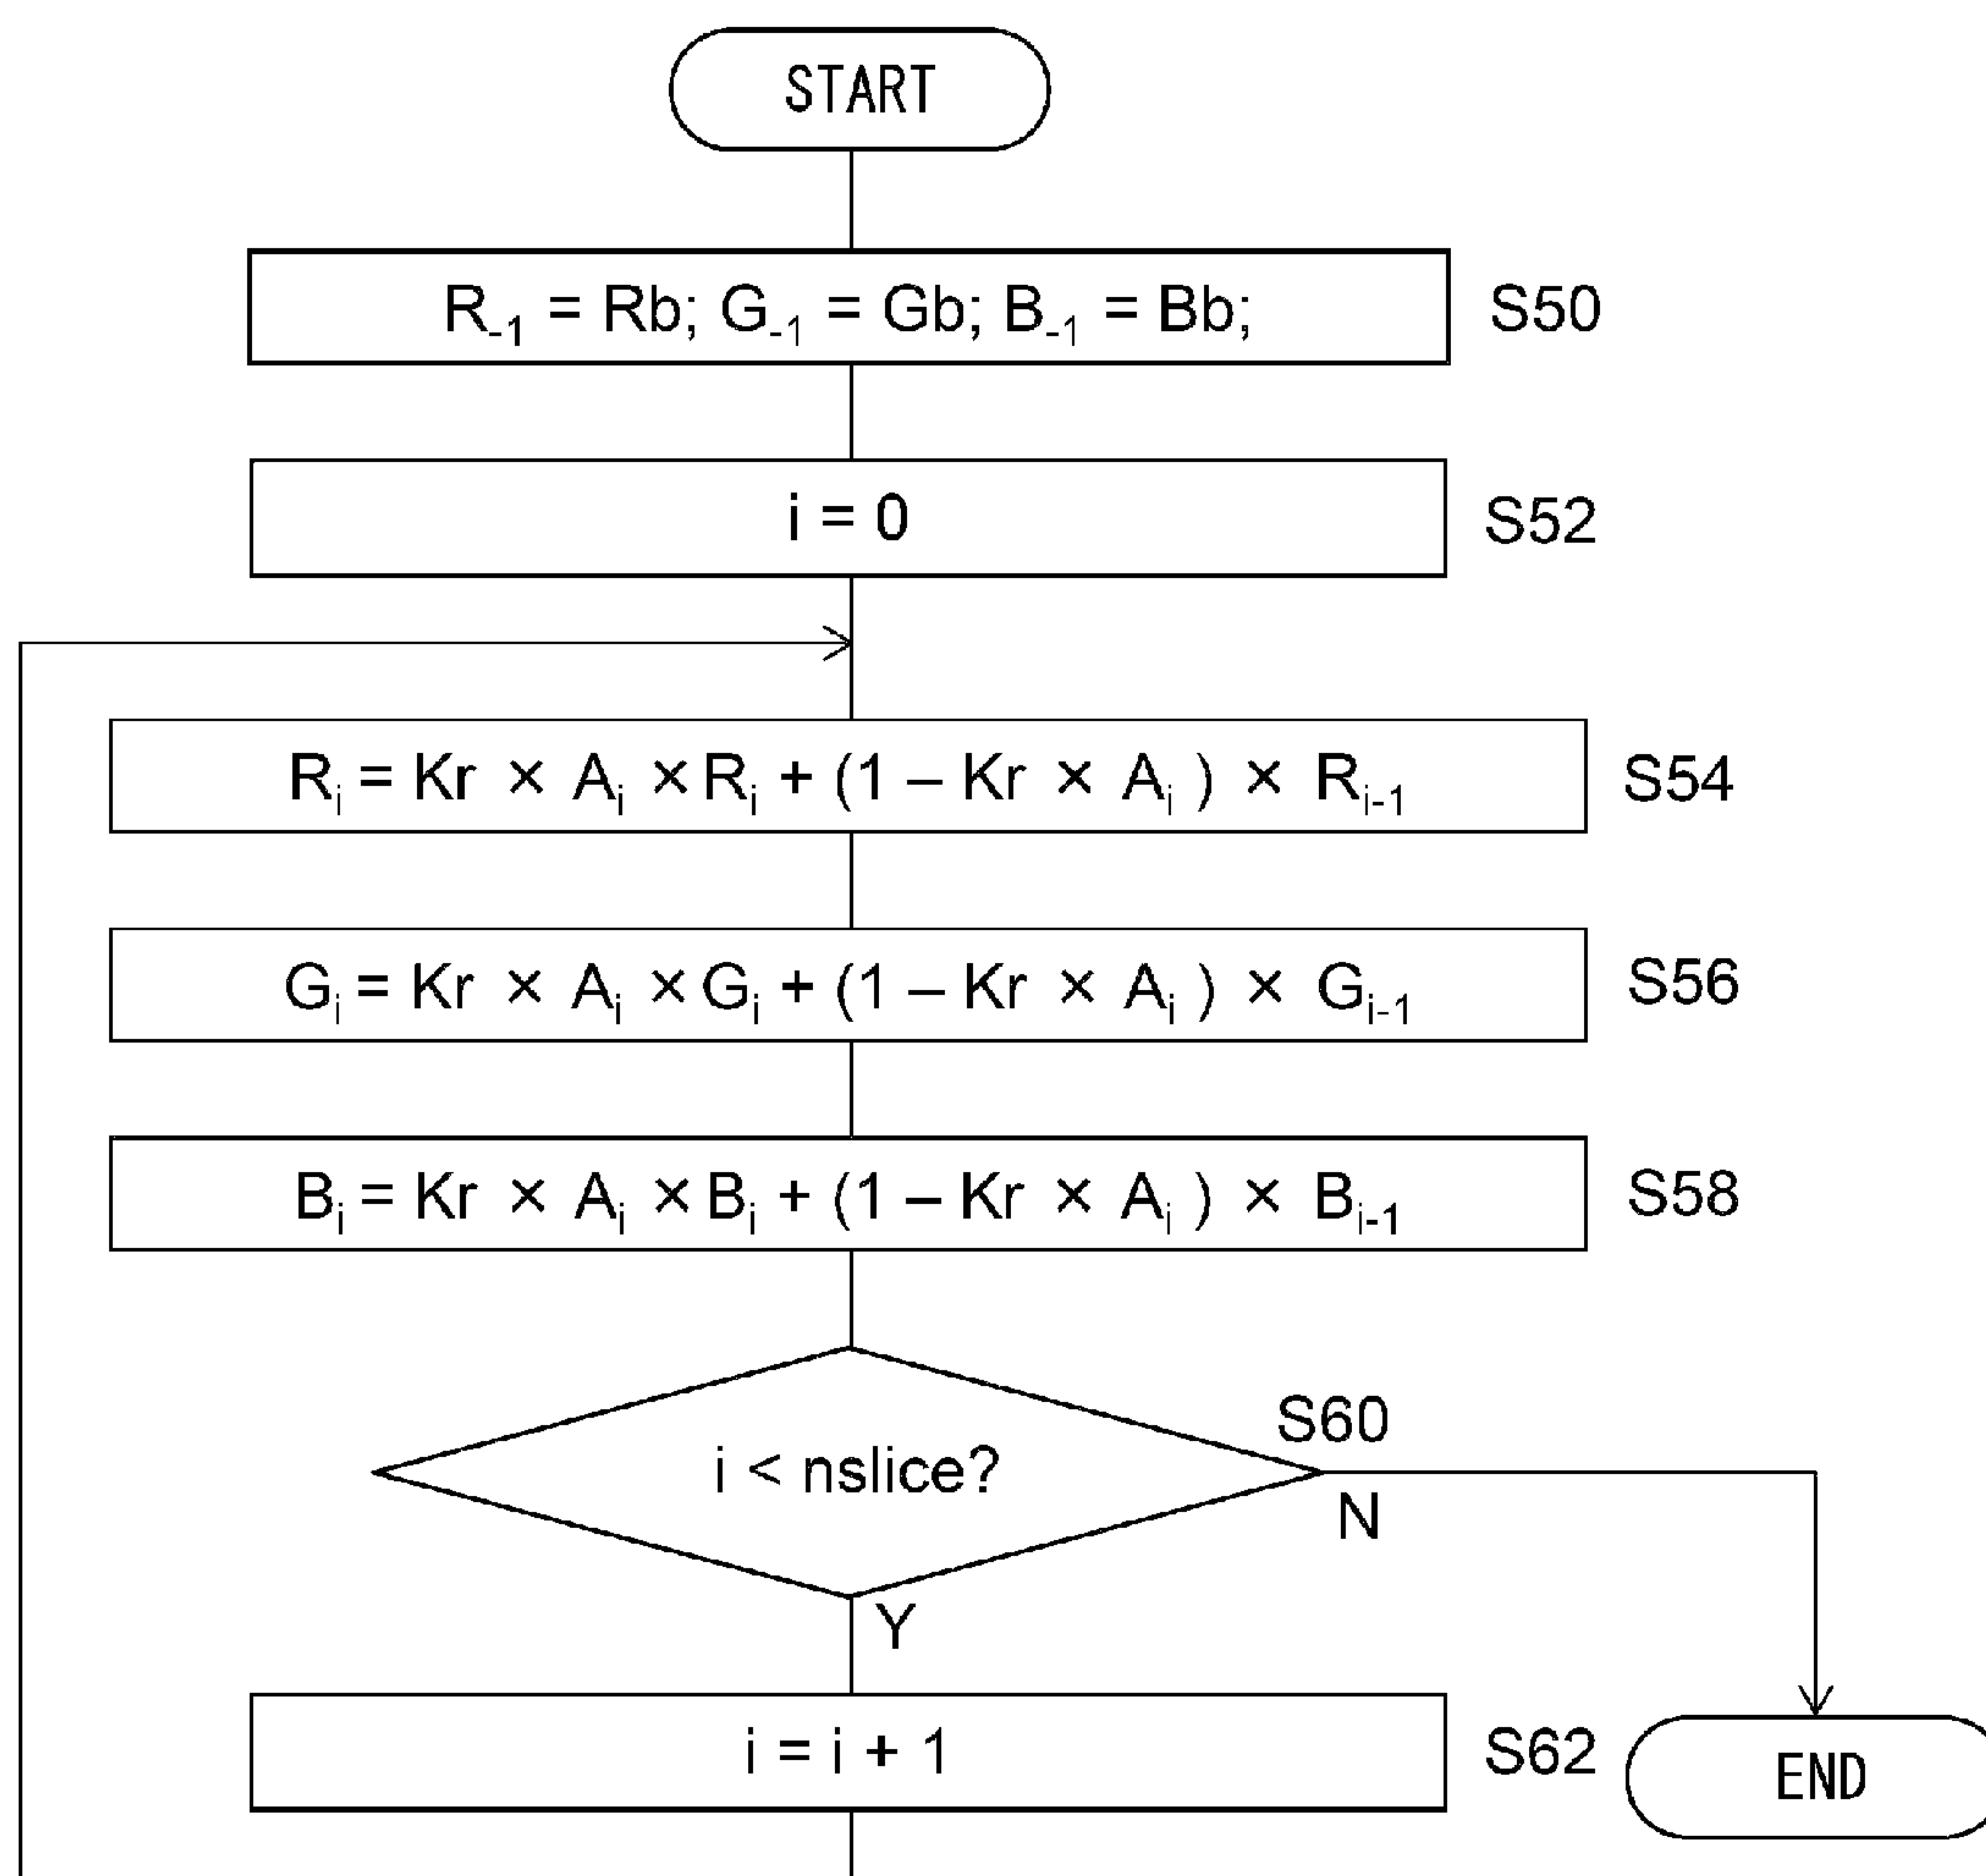 START
R₋₁ = Rb; G₋₁ = Gb; B₋₁ = Bb; S50
i = 0 S52
Rᵢ = Kr × Aᵢ ×Rᵢ + (1 – Kr × Aᵢ ) × Rᵢ₋₁ S54
Gᵢ = Kr × Aᵢ ×Gᵢ + (1 – Kr × Aᵢ ) × Gᵢ₋₁ S56
Bᵢ = Kr × Aᵢ ×Bᵢ + (1 – Kr × Aᵢ ) × Bᵢ₋₁ S58
S60
i < nslice?
N
Y
i = i + 1 S62
END